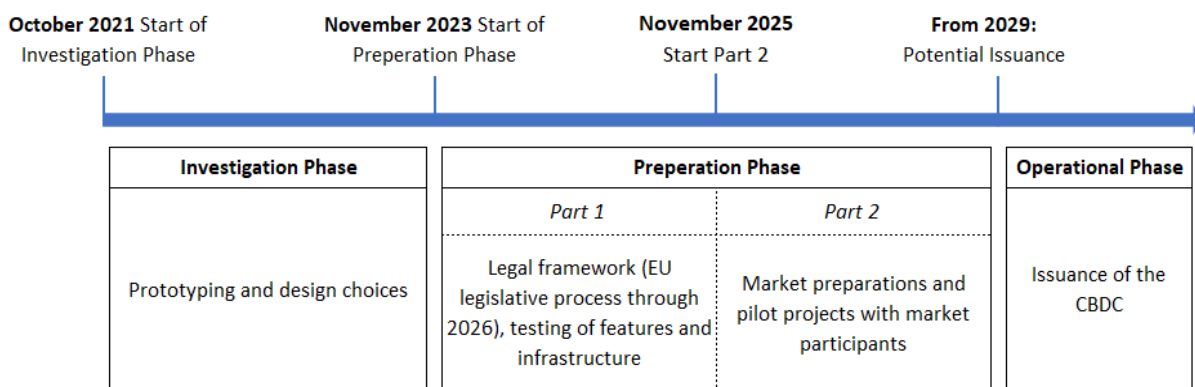 October 2021 Start of
Investigation Phase
November 2023 Start of
Preperation Phase
November 2025
Start Part 2
From 2029:
Potential Issuance
Investigation Phase
Preperation Phase
Operational Phase
Part 1
Part 2
Prototyping and design choices
Legal framework (EU
legislative process through
2026), testing of features and
infrastructure
Market preparations and
pilot projects with market
participants
Issuance of the
CBDC